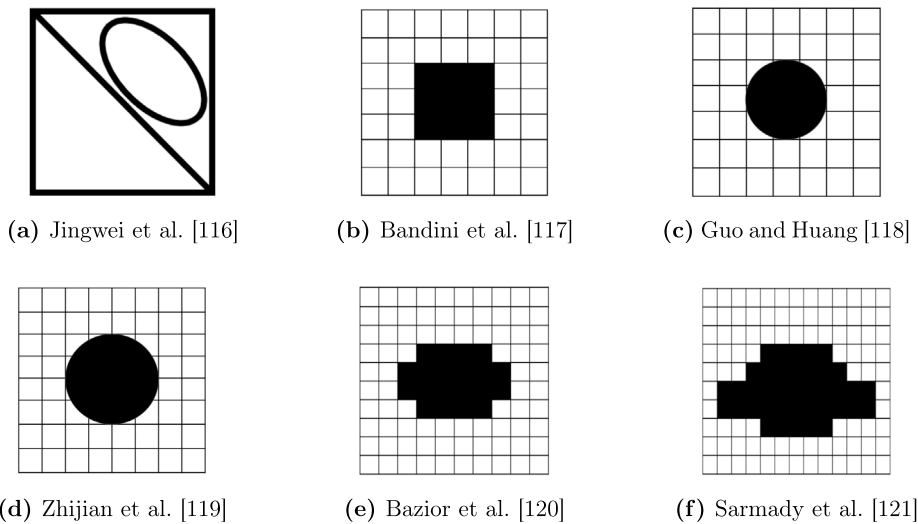 (a) Jingwei et al. [116]
(b) Bandini et al. [117]
(c) Guo and Huang [118]
(d) Zhijian et al. [119]
(e) Bazior et al. [120]
(f) Sarmady et al. [121]